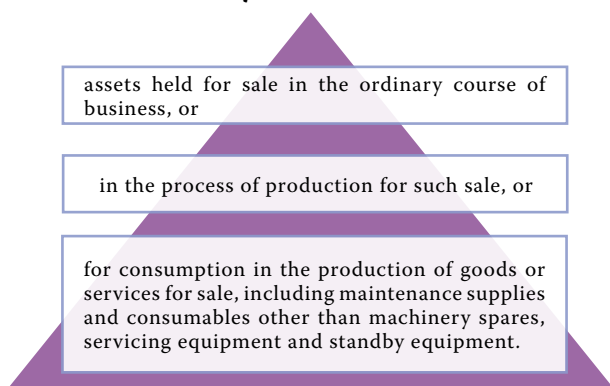 assets held for sale in the ordinary course of
business, or
in the process of production for such sale, or
for consumption in the production of goods or
services for sale, including maintenance supplies
and consumables other than machinery spares,
servicing equipment and standby equipment.